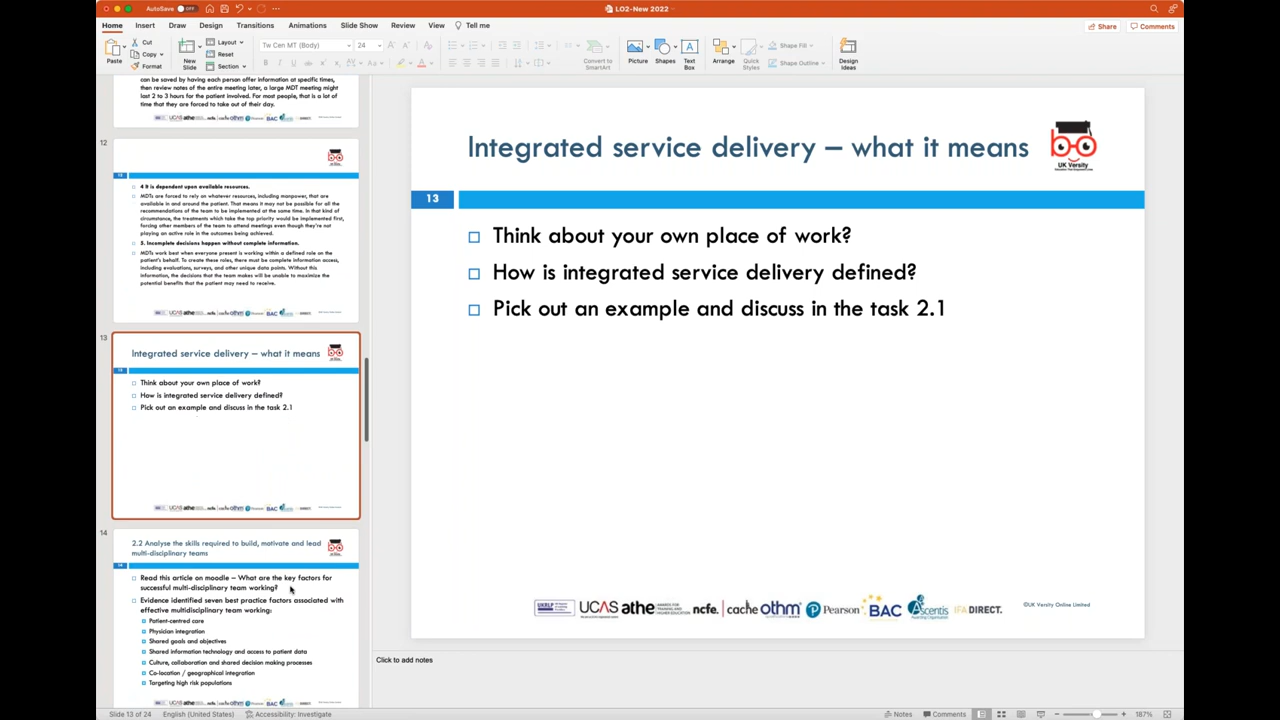 AutoSave OFF
LO2-New 2022
Home Insert Draw Design Transitions Animations Slide Show Review View Tell me
Share Comments
Paste
Cut
Copy
Format
New Slide
Layout
Reset
Section
Tw Cen MT (Body) 24
Convert to SmartArt
Picture
Shapes
Text Box
Arrange
Quick Styles
Shape Fill
Shape Outline
Design Ideas
can be saved by having each person offer information at specific times,
then review notes of the entire meeting later, a large MDT meeting might
last 2 to 3 hours for the patient involved. For most people, that is a lot of
time that they are forced to take out of their day.
12
4 It is dependent upon available resources.
MDTs are forced to rely on whatever resources, including manpower, that are
available in and around the patient. That means it may not be possible for all the
recommendations of the team to be implemented at the same time. In that kind of
circumstance, the treatments which take the top priority would be implemented first,
forcing other members of the team to attend meetings even though they're not
playing an active role in the outcomes being achieved.
5. Incomplete decisions happen without complete information.
MDTs work best when everyone present is working within a defined role on the
patient's behalf. To create these roles, there must be complete information access,
including evaluations, surveys, and other unique data points. Without this
information, the decisions that the team makes will be unable to maximize the
potential benefits that the patient may need to receive.
13
Integrated service delivery – what it means
Think about your own place of work?
How is integrated service delivery defined?
Pick out an example and discuss in the task 2.1
14
2.2 Analyse the skills required to build, motivate and lead
multi-disciplinary teams
Read this article on moodle – What are the key factors for
successful multi-disciplinary team working?
Evidence identified seven best practice factors associated with
effective multidisciplinary team working:
Patient-centred care
Physician integration
Shared goals and objectives
Shared information technology and access to patient data
Culture, collaboration and shared decision making processes
Co-location / geographical integration
Targeting high risk populations
Integrated service delivery – what it means
UK Versity
13
Think about your own place of work?
How is integrated service delivery defined?
Pick out an example and discuss in the task 2.1
UKRLP UCAS athe ncfe. cache othm Pearson BAC Ascentis IFA DIRECT.
©UK Versity Online Limited
Click to add notes
Slide 13 of 24 English (United States) Accessibility: Investigate Notes Comments 187%